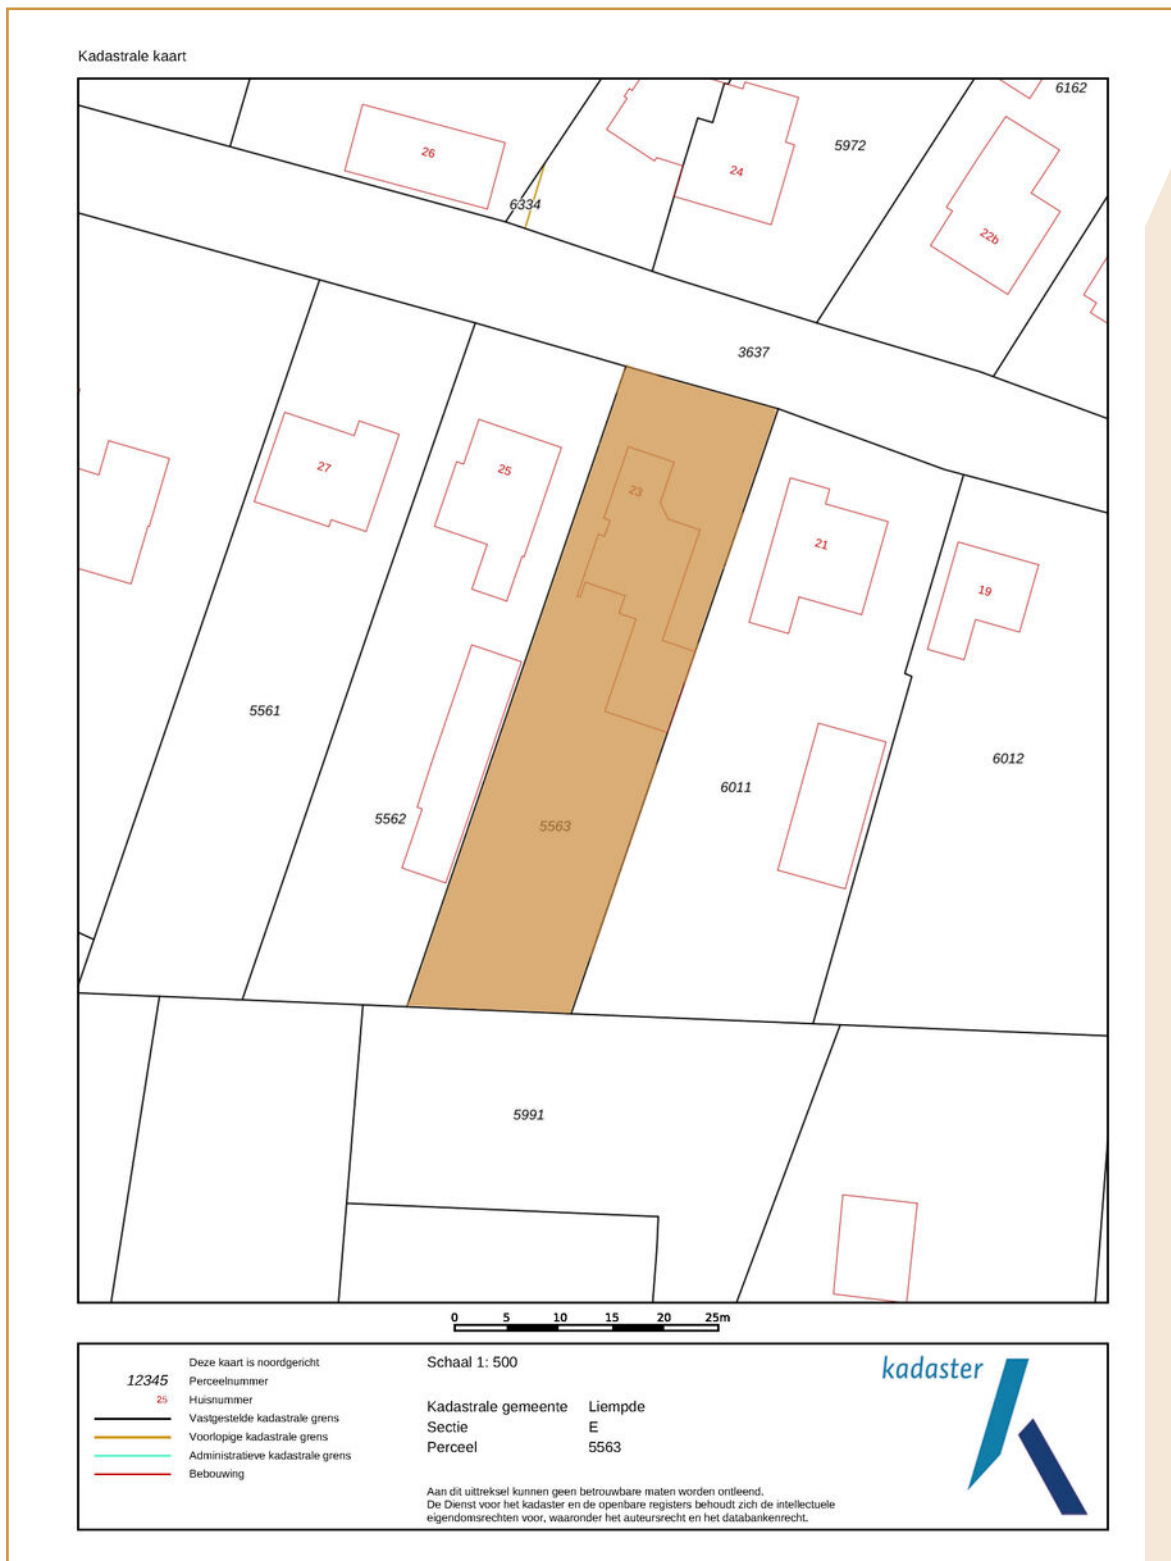 Kadastrale kaart
6162
5972
26
24
6334
22b
3637
27
25
23
21
19
5561
5562
5563
6011
6012
5991
0 5 10 15 20 25m
Deze kaart is noordgericht
12345 Perceelnummer
25 Huisnummer
Vastgestelde kadastrale grens
Voorlopige kadastrale grens
Administratieve kadastrale grens
Bebouwing
Schaal 1: 500
Kadastrale gemeente Liempde
Sectie E
Perceel 5563
Aan dit uittreksel kunnen geen betrouwbare maten worden ontleend.
De Dienst voor het kadaster en de openbare registers behoudt zich de intellectuele
eigendomsrechten voor, waaronder het auteursrecht en het databankenrecht.
kadaster